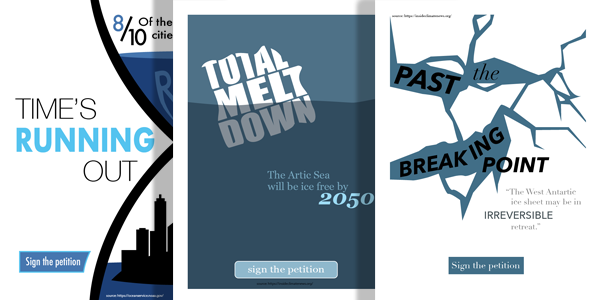 8/10 Of the
citie
TIME'S
RUNNING
OUT
Sign the petition
TOTAL
MELT
DOWN
The Artic Sea
will be ice free by
2050
sign the petition
PAST the
BREAKING
POINT
"The West Antartic
ice sheet may be in
IRREVERSIBLE
retreat."
Sign the petition